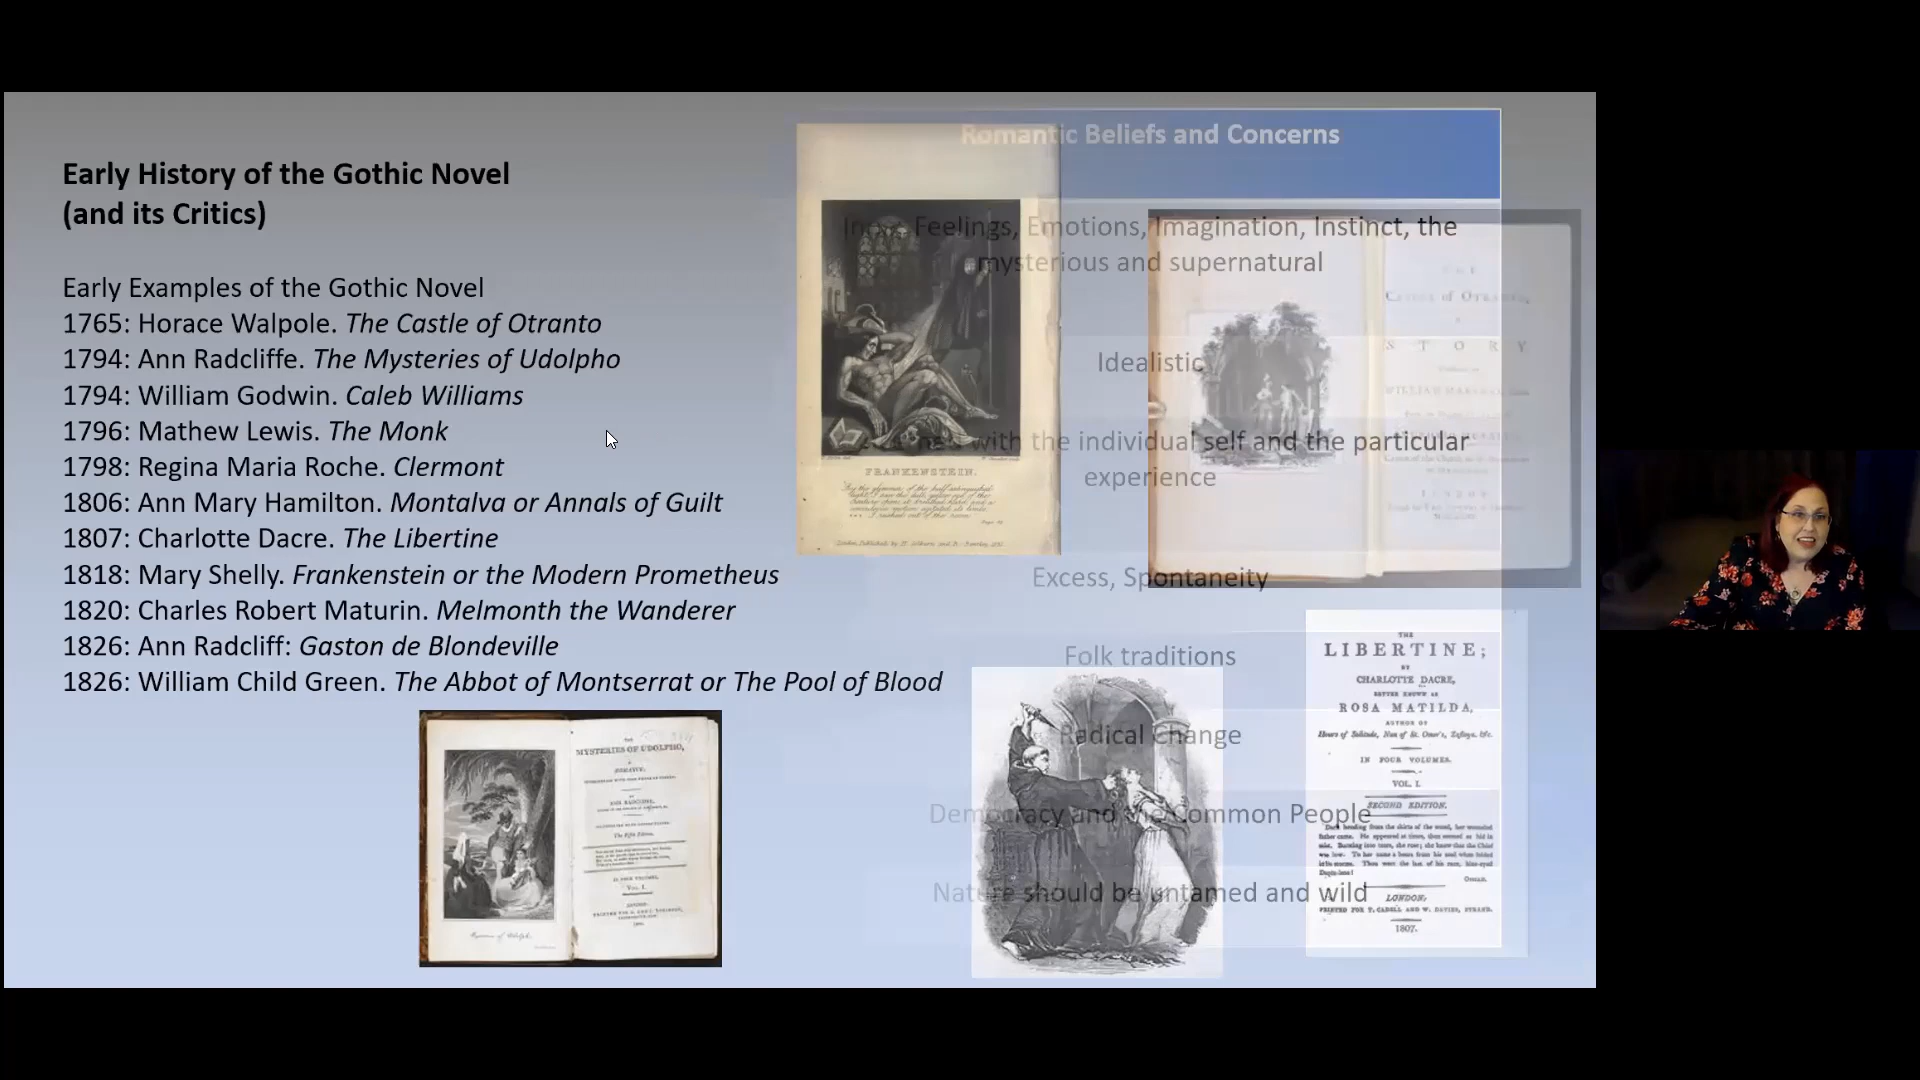 Early History of the Gothic Novel
(and its Critics)
Early Examples of the Gothic Novel
1765: Horace Walpole. The Castle of Otranto
1794: Ann Radcliffe. The Mysteries of Udolpho
1794: William Godwin. Caleb Williams
1796: Mathew Lewis. The Monk
1798: Regina Maria Roche. Clermont
1806: Ann Mary Hamilton. Montalva or Annals of Guilt
1807: Charlotte Dacre. The Libertine
1818: Mary Shelly. Frankenstein or the Modern Prometheus
1820: Charles Robert Maturin. Melmonth the Wanderer
1826: Ann Radcliff: Gaston de Blondeville
1826: William Child Green. The Abbot of Montserrat or The Pool of Blood
Romantic Beliefs and Concerns
Feelings, Emotions, Imagination, Instinct, the
mysterious and supernatural
Idealistic
with the individual self and the particular
experience
Excess, Spontaneity
Folk traditions
Radical Change
Democracy and the Common People
Nature should be untamed and wild
FRANKENSTEIN.
of Otranto
STORY
THE
MYSTERIES OF UDOLPHO,
A
ROMANCE;
The Fifth Edition.
VOL. I.
THE
LIBERTINE;
BY
CHARLOTTE DACRE,
BETTER KNOWN AS
ROSA MATILDA,
AUTHOR OF
Hours of Solitude, Nun of St. Omer's, Zofloya, &c.
IN FOUR VOLUMES.
VOL. I.
SECOND EDITION.
LONDON:
PRINTED FOR T. CADELL AND W. DAVIES, STRAND.
1807.